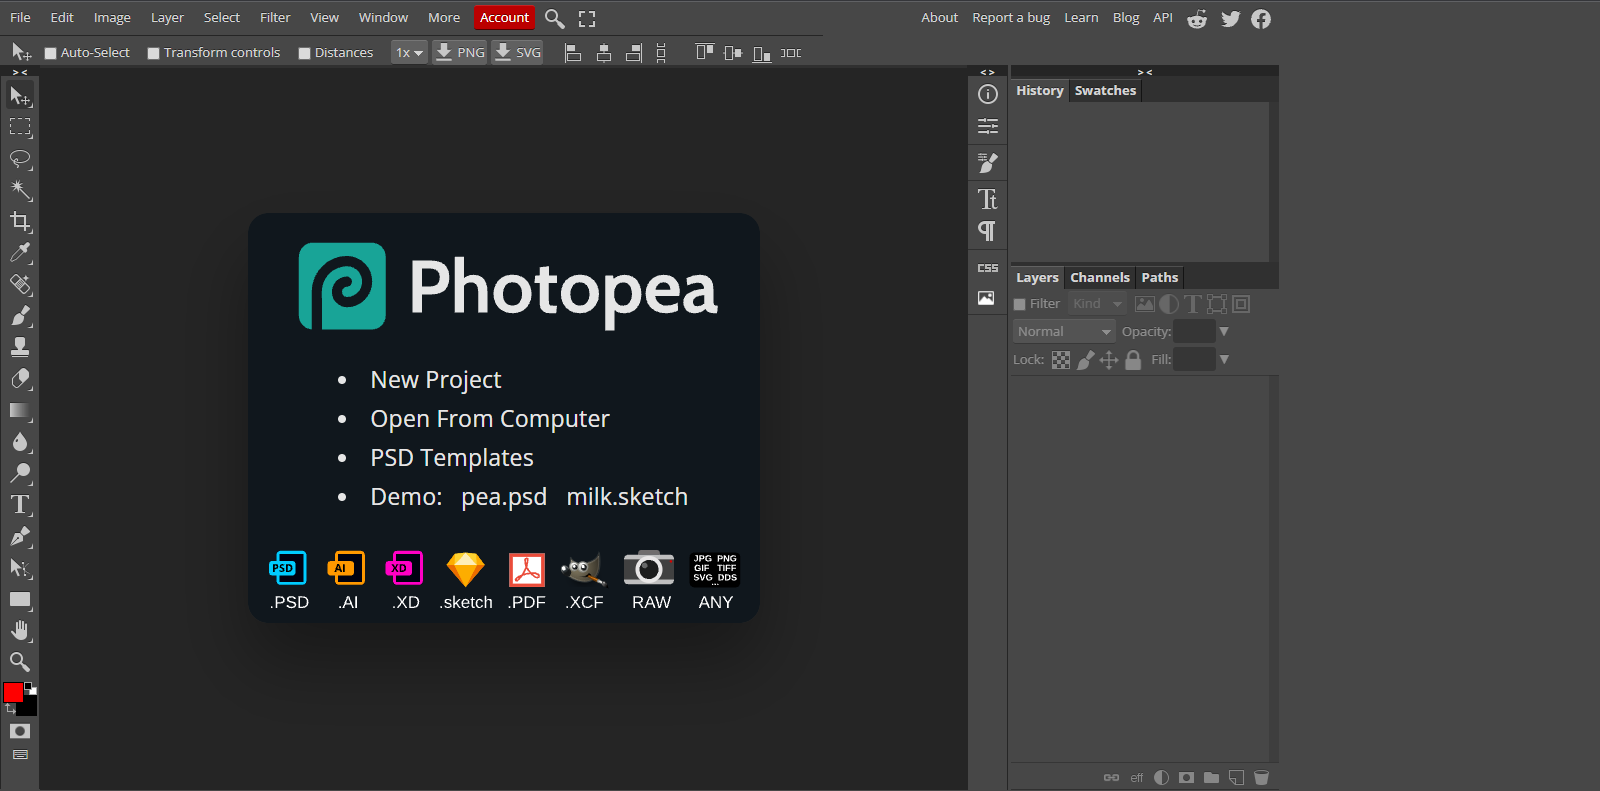 File Edit Image Layer Select Filter View Window More Account About Report a bug Learn Blog API
Auto-Select Transform controls Distances 1x PNG SVG
> < < > > <
History Swatches
Photopea
CSS
Layers Channels Paths
Filter Kind
Normal Opacity:
Lock: Fill:
New Project
Open From Computer
PSD Templates
Demo: pea.psd milk.sketch
PSD AI XD JPG PNG
GIF TIFF
SVG DDS
...
.PSD .AI .XD .sketch .PDF .XCF RAW ANY
eff